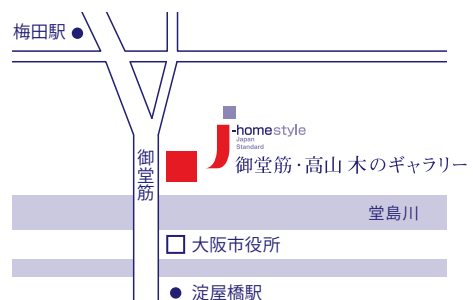 梅田駅
J-homestyle
Japan
Standard
御堂筋・高山 木のギャラリー
御堂筋
堂島川
大阪市役所
淀屋橋駅